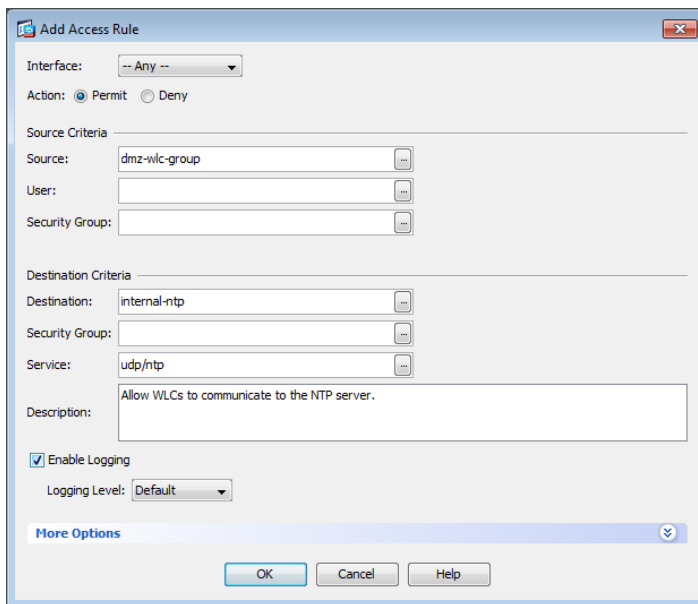 Add Access Rule
Interface: -- Any --
Action: Permit Deny
Source Criteria
Source: dmz-wlc-group ...
User: ...
Security Group: ...
Destination Criteria
Destination: internal-ntp ...
Security Group: ...
Service: udp/ntp ...
Description: Allow WLCs to communicate to the NTP server.
Enable Logging
Logging Level: Default
More Options
OK Cancel Help